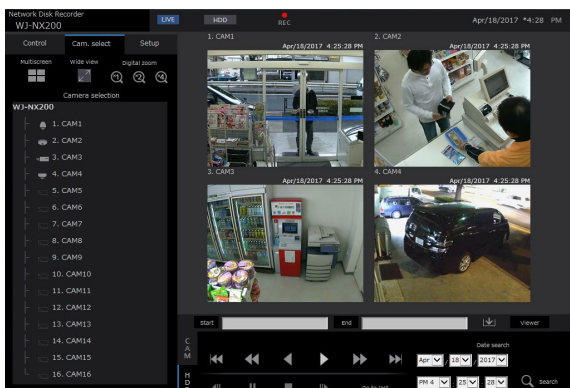 Network Disk Recorder
WJ-NX200
LIVE
HDD
REC
Apr/18/2017 *4:28 PM
Control
Cam. select
Setup
Multiscreen
Wide view
Digital zoom
Camera selection
WJ-NX200
1. CAM1
2. CAM2
3. CAM3
4. CAM4
5. CAM5
6. CAM6
7. CAM7
8. CAM8
9. CAM9
10. CAM10
11. CAM11
12. CAM12
13. CAM13
14. CAM14
15. CAM15
16. CAM16
1. CAM1
Apr/18/2017 4:25:28 PM
2. CAM2
Apr/18/2017 4:25:28 PM
3. CAM3
Apr/18/2017 4:25:28 PM
4. CAM4
Apr/18/2017 4:25:28 PM
Start
End
Viewer
CAM
HD
Date search
Apr / 18 / 2017
PM 4 : 25 : 28
Search
Go to last